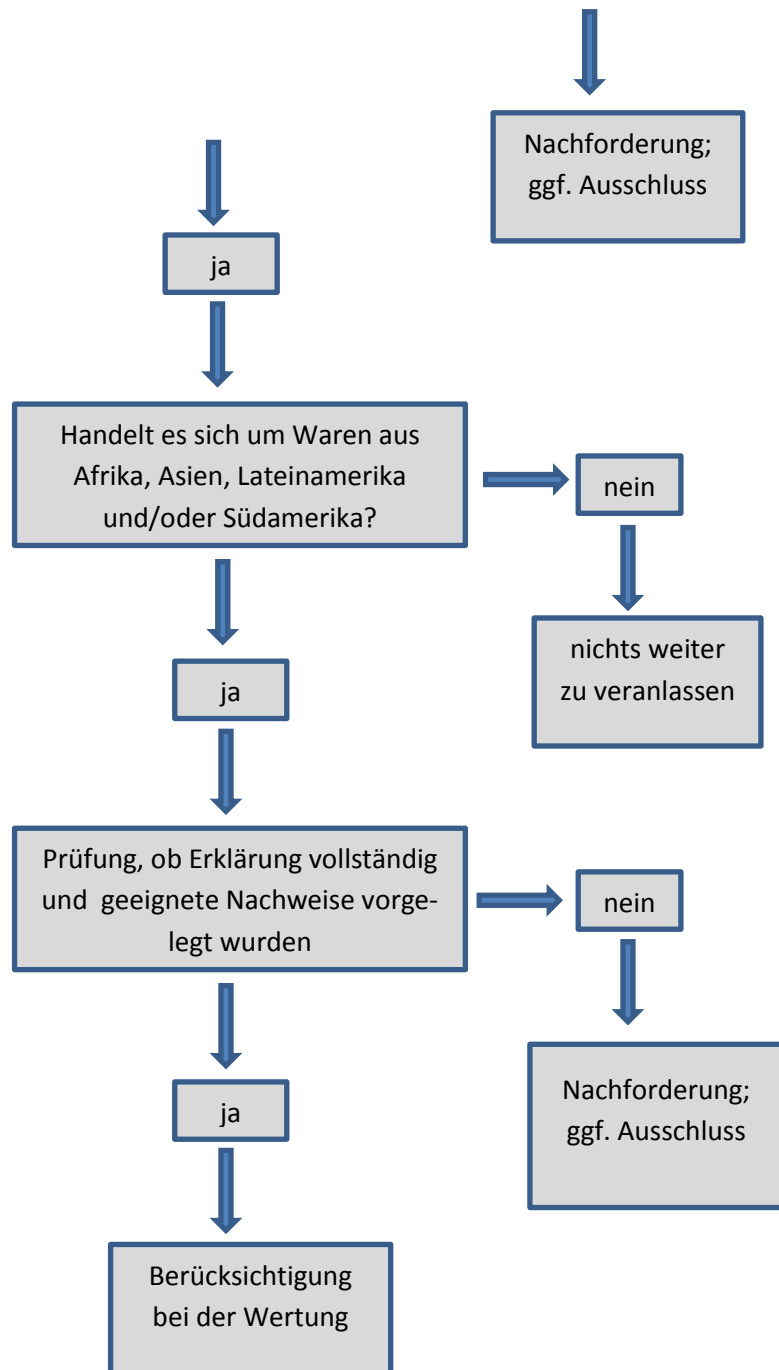 Nachforderung;
ggf. Ausschluss
ja
Handelt es sich um Waren aus
Afrika, Asien, Lateinamerika
und/oder Südamerika?
nein
nichts weiter
zu veranlassen
ja
Prüfung, ob Erklärung vollständig
und  geeignete Nachweise vorge-
legt wurden
nein
Nachforderung;
ggf. Ausschluss
ja
Berücksichtigung
bei der Wertung